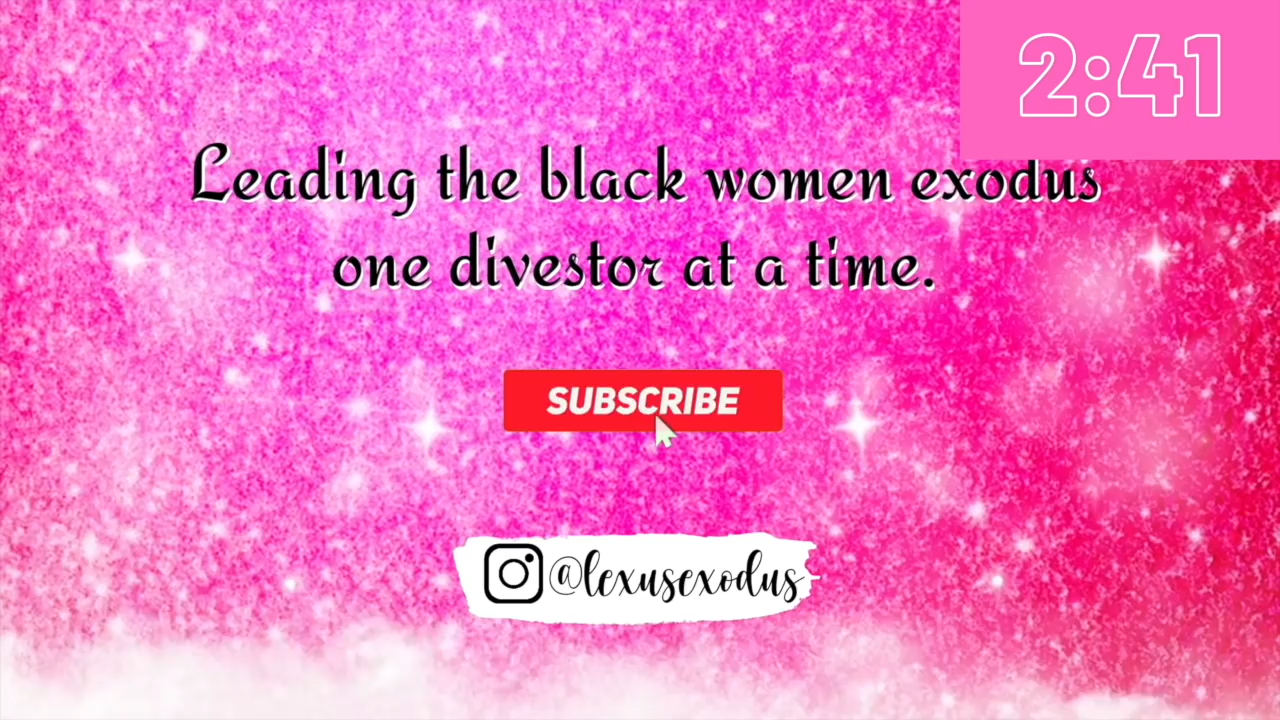 2:41
Leading the black women exodus
one divestor at a time.
SUBSCRIBE
@lexusexodus